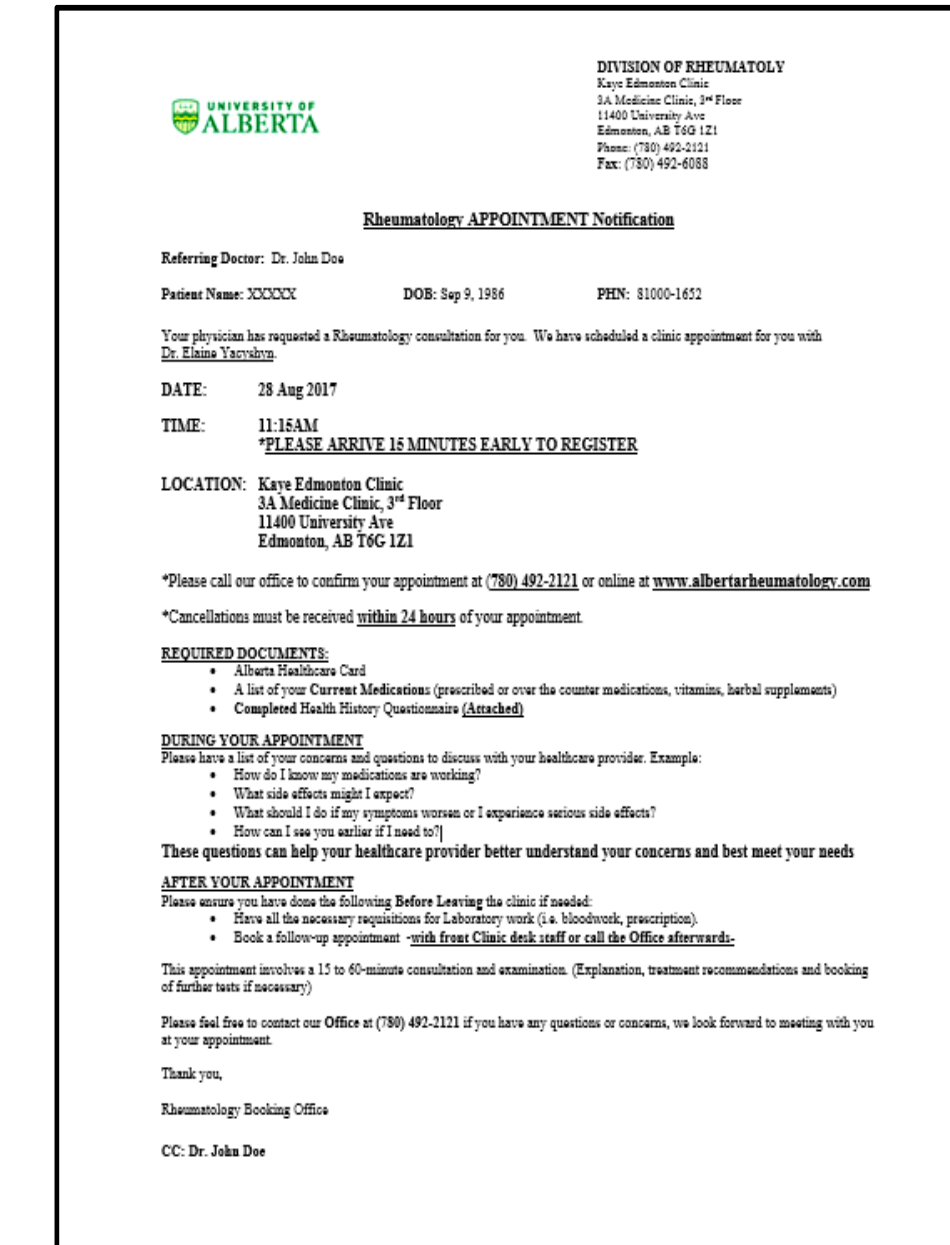 UNIVERSITY OF
ALBERTA
DIVISION OF RHEUMATOLY
Kaye Edmonton Clinic
3A Medicine Clinic, 3rd Floor
11400 University Ave
Edmonton, AB T6G 1Z1
Phone: (780) 492-2121
Fax: (780) 492-6088
Rheumatology APPOINTMENT Notification
Referring Doctor: Dr. John Doe
Patient Name: XXXXX DOB: Sep 9, 1986 PHN: 81000-1652
Your physician has requested a Rheumatology consultation for you. We have scheduled a clinic appointment for you with
Dr. Elaine Yacyshyn.
DATE: 28 Aug 2017
TIME: 11:15AM
*PLEASE ARRIVE 15 MINUTES EARLY TO REGISTER
LOCATION: Kaye Edmonton Clinic
3A Medicine Clinic, 3rd Floor
11400 University Ave
Edmonton, AB T6G 1Z1
*Please call our office to confirm your appointment at (780) 492-2121 or online at www.albertarheumatology.com
*Cancellations must be received within 24 hours of your appointment.
REQUIRED DOCUMENTS:
• Alberta Healthcare Card
• A list of your Current Medications (prescribed or over the counter medications, vitamins, herbal supplements)
• Completed Health History Questionnaire (Attached)
DURING YOUR APPOINTMENT
Please have a list of your concerns and questions to discuss with your healthcare provider. Example:
• How do I know my medications are working?
• What side effects might I expect?
• What should I do if my symptoms worsen or I experience serious side effects?
• How can I see you earlier if I need to?
These questions can help your healthcare provider better understand your concerns and best meet your needs
AFTER YOUR APPOINTMENT
Please ensure you have done the following Before Leaving the clinic if needed:
• Have all the necessary requisitions for Laboratory work (i.e. bloodwork, prescription).
• Book a follow-up appointment -with front Clinic desk staff or call the Office afterwards-
This appointment involves a 15 to 60-minute consultation and examination. (Explanation, treatment recommendations and booking
of further tests if necessary)
Please feel free to contact our Office at (780) 492-2121 if you have any questions or concerns, we look forward to meeting with you
at your appointment.
Thank you,
Rheumatology Booking Office
CC: Dr. John Doe